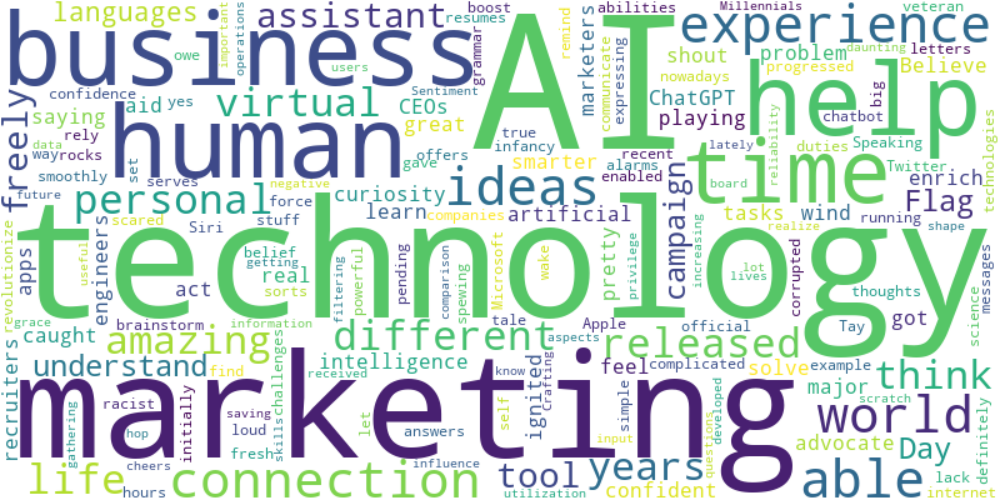 languages
assistant
resumes
boost
abilities
Millennials
veteran
business
AI
experience
important
operations
owe
users
grammar
remind
marketers
communicate
expressing
shout
problem
daunting
letters
nowadays
progressed
Believe
confidence
aid
yes
virtual
Sentiment
CEOs
ChatGPT
help
big
chatbot
saying
human
great
true
infancy
playing
data
rely
way
rocks
set
offers
smarter
recent
lately
time
duties
reliability
Speaking
technologies
freely
smoothly
serves
gave
ideas
alarms
enabled
board
Twitter
enrich
future
personal
negative
force
curiosity
learn
companies
artificial
campaign
tasks
realize
wind
running
Flag
shape
scared
Siri
stuff
technology
revolutionize
apps
useful
engineers
belief
getting
real
sorts
act
filtering
powerful
pending
comparison
spewing
Microsoft
wake
pretty
privilege
increasing
lot
lives
corrupted
thoughts
messages
science
grace
caught
brainstorm
information
different
tale
Apple
official
released
Tay
got
amazing
aspects
recruiters
understand
find
challenges
intelligence
received
know
Crafting
ignited
feel
complicated
solve
example
major
scratch
think
marketing
gathering
racist
hop
initially
saving
loud
fresh
skills
let
answers
self
simple
input
developed
questions
world
advocate
Day
definitely
life
cheers
hours
connection
influence
tool
utilization
years
confident
able
lack
internet